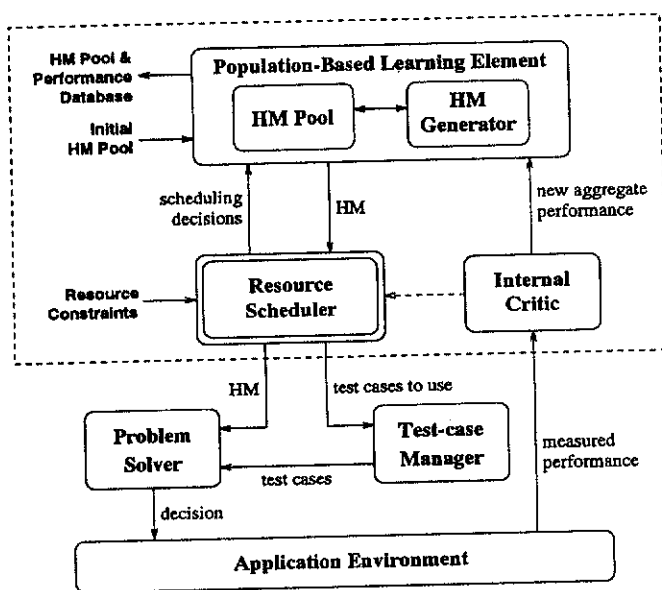 HM Pool &
Performance
Database
Initial
HM Pool
Population-Based Learning Element
HM Pool
HM
Generator
scheduling
decisions
HM
new aggregate
performance
Resource
Constraints
Resource
Scheduler
Internal
Critic
HM
test cases to use
Problem
Solver
Test-case
Manager
measured
performance
test cases
decision
Application Environment